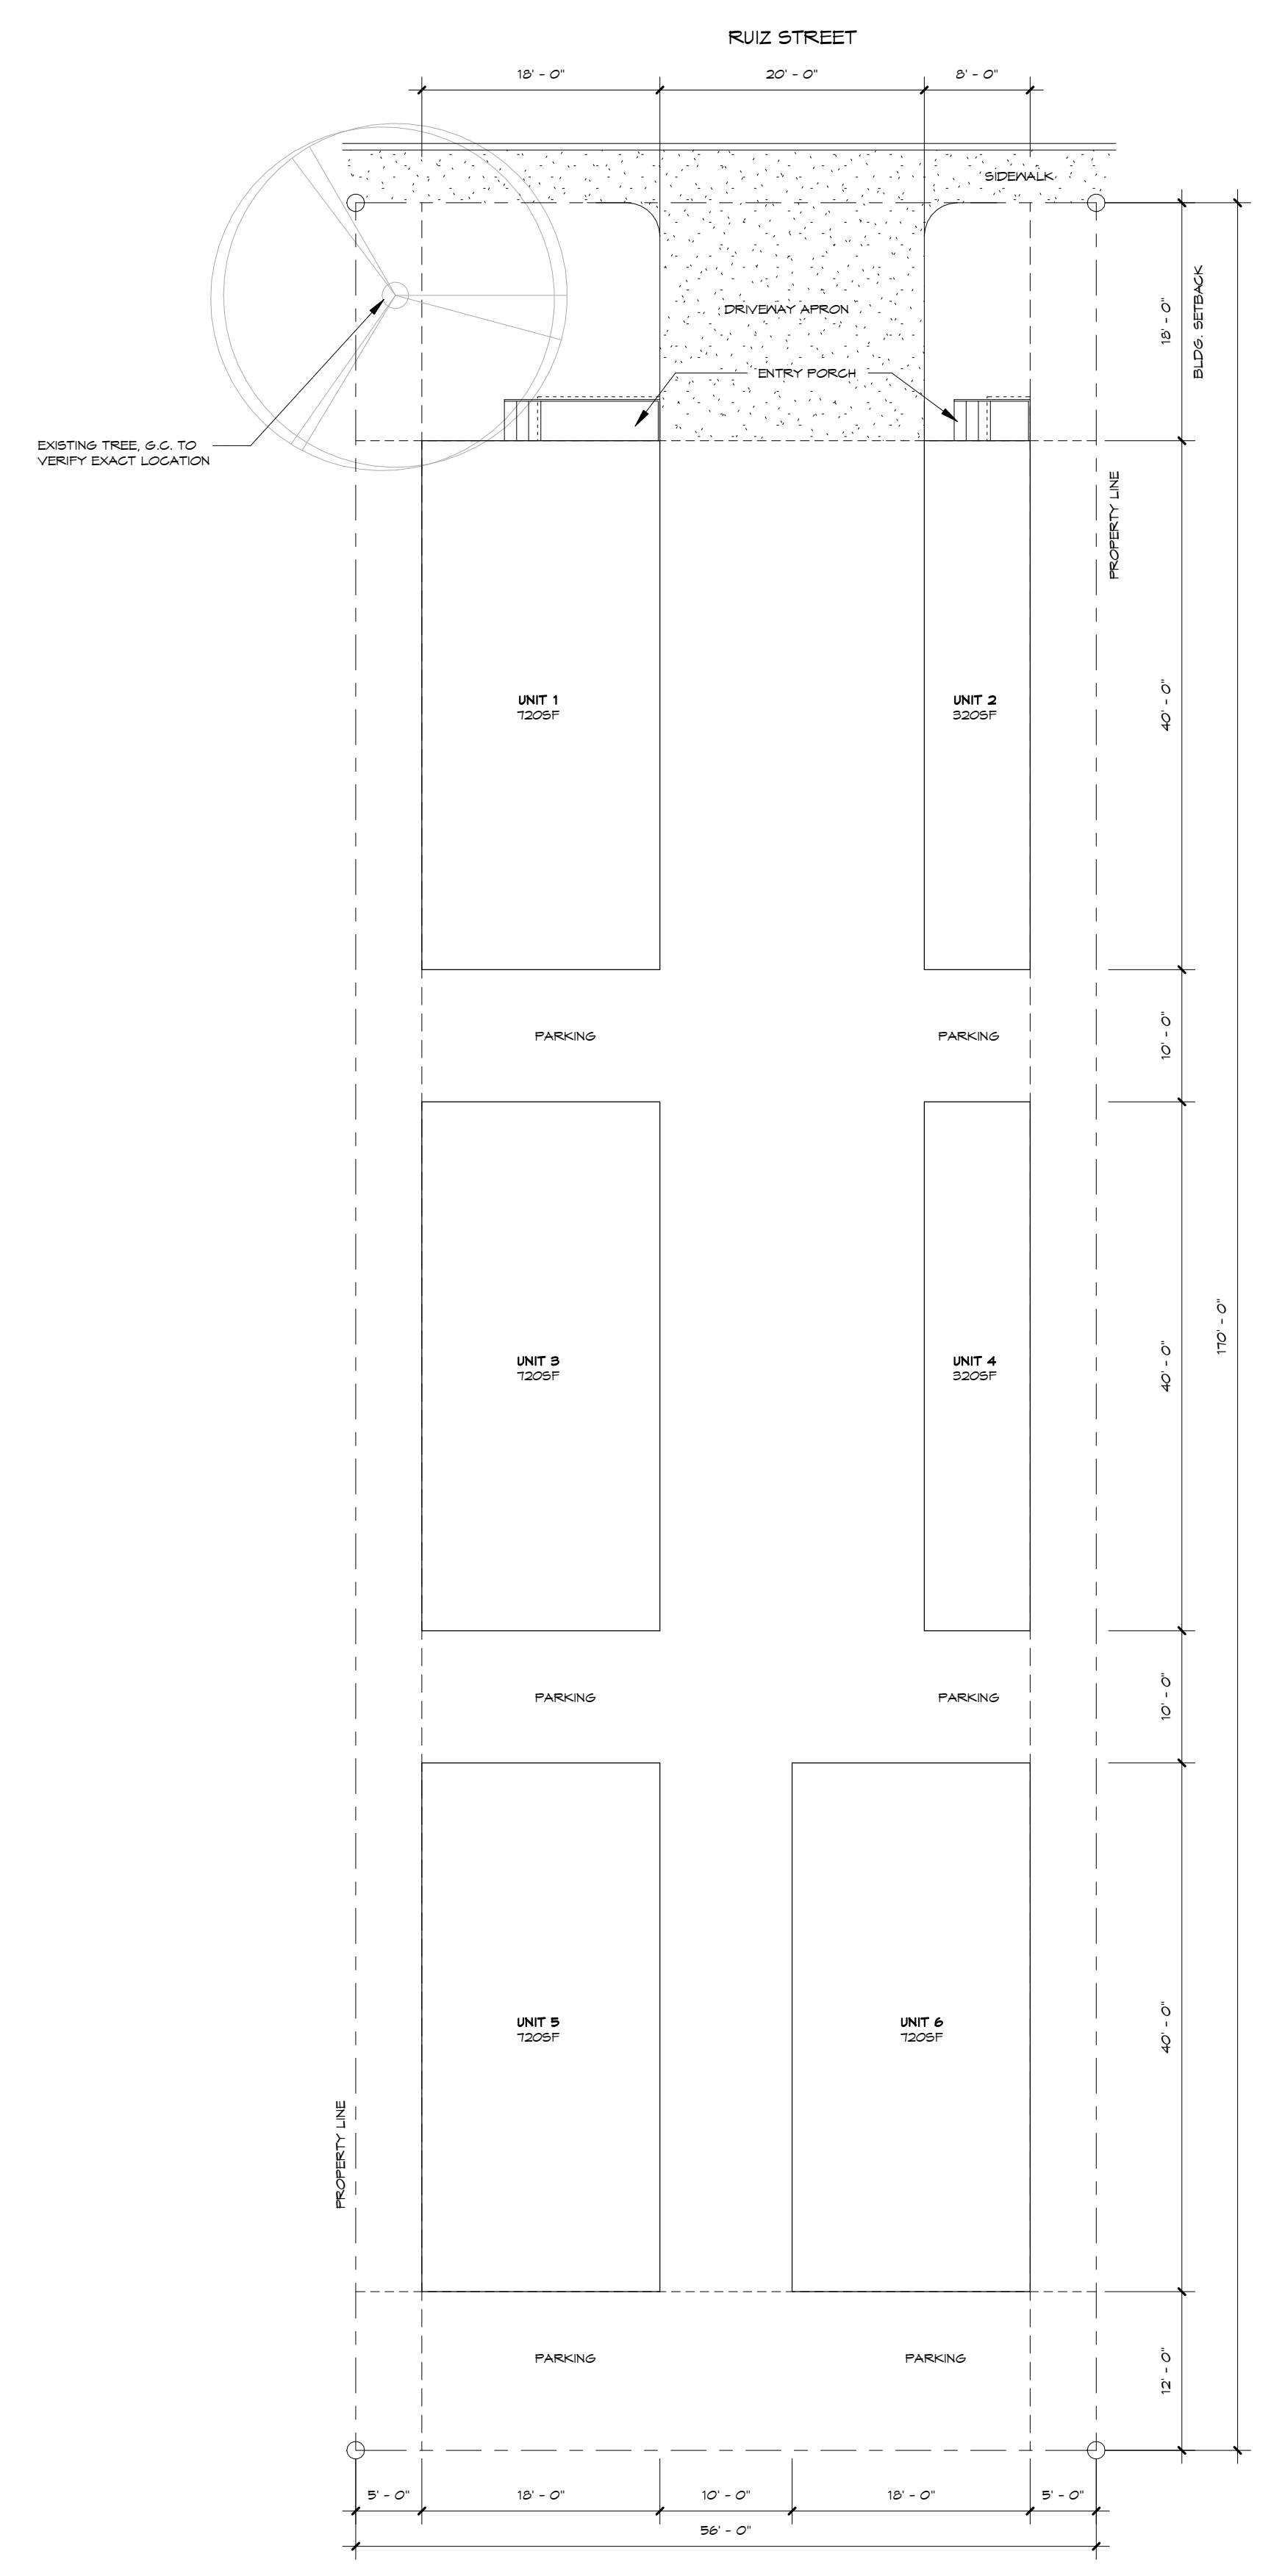 RUIZ STREET
18' - 0"
20' - 0"
8' - 0"
SIDEWALK
DRIVEWAY APRON
18' - 0"
BLDG. SETBACK
ENTRY PORCH
EXISTING TREE, G.C. TO
VERIFY EXACT LOCATION
PROPERTY LINE
UNIT 1
720SF
UNIT 2
320SF
40' - 0"
PARKING
PARKING
10' - 0"
170' - 0"
UNIT 3
720SF
UNIT 4
320SF
40' - 0"
PARKING
PARKING
10' - 0"
UNIT 5
720SF
UNIT 6
720SF
40' - 0"
PROPERTY LINE
PARKING
PARKING
12' - 0"
5' - 0"
18' - 0"
10' - 0"
18' - 0"
5' - 0"
56' - 0"